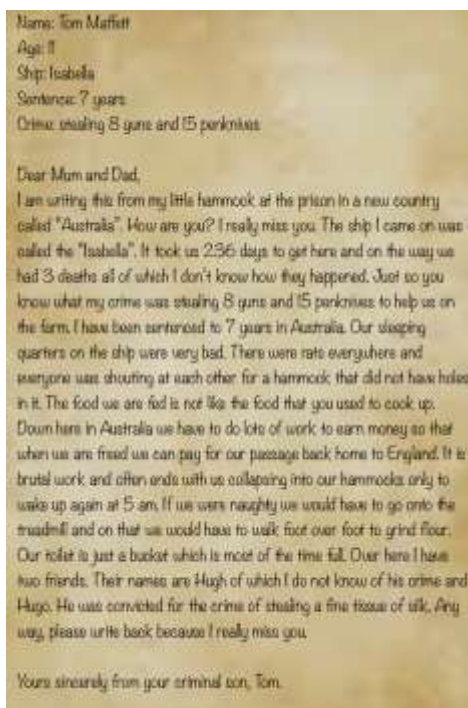 Name: Tom Maffett
Age: 11
Ship: Isabella
Sentence: 7 years
Crime: stealing 8 guns and 15 penknives
Dear Mum and Dad,
I am writing this from my little hammock at the prison in a new country
called "Australia". How are you? I really miss you. The ship I came on was
called the "Isabella". It took us 236 days to get here and on the way we
had 3 deaths all of which I don't know how they happened. Just so you
know what my crime was stealing 8 guns and 15 penknives to help us on
the farm. I have been sentenced to 7 years in Australia. Our sleeping
quarters on the ship were very bad. There were rats everywhere and
everyone was shouting at each other for a hammock that did not have holes
in it. The food we are fed is not like the food that you used to cook up.
Down here in Australia we have to do lots of work to earn money so that
when we are freed we can pay for our passage back home to England. It is
brutal work and often ends with us collapsing into our hammocks only to
wake up again at 5 am. If we were naughty we would have to go onto the
treadmill and on that we would have to walk foot over foot to grind flour.
Our toilet is just a bucket which is most of the time full. Over here I have
two friends. Their names are Hugh of which I do not know of his crime and
Hugo. He was convicted for the crime of stealing a fine tissue of silk. Any
way, please write back because I really miss you.
Yours sincerely from your criminal son, Tom.